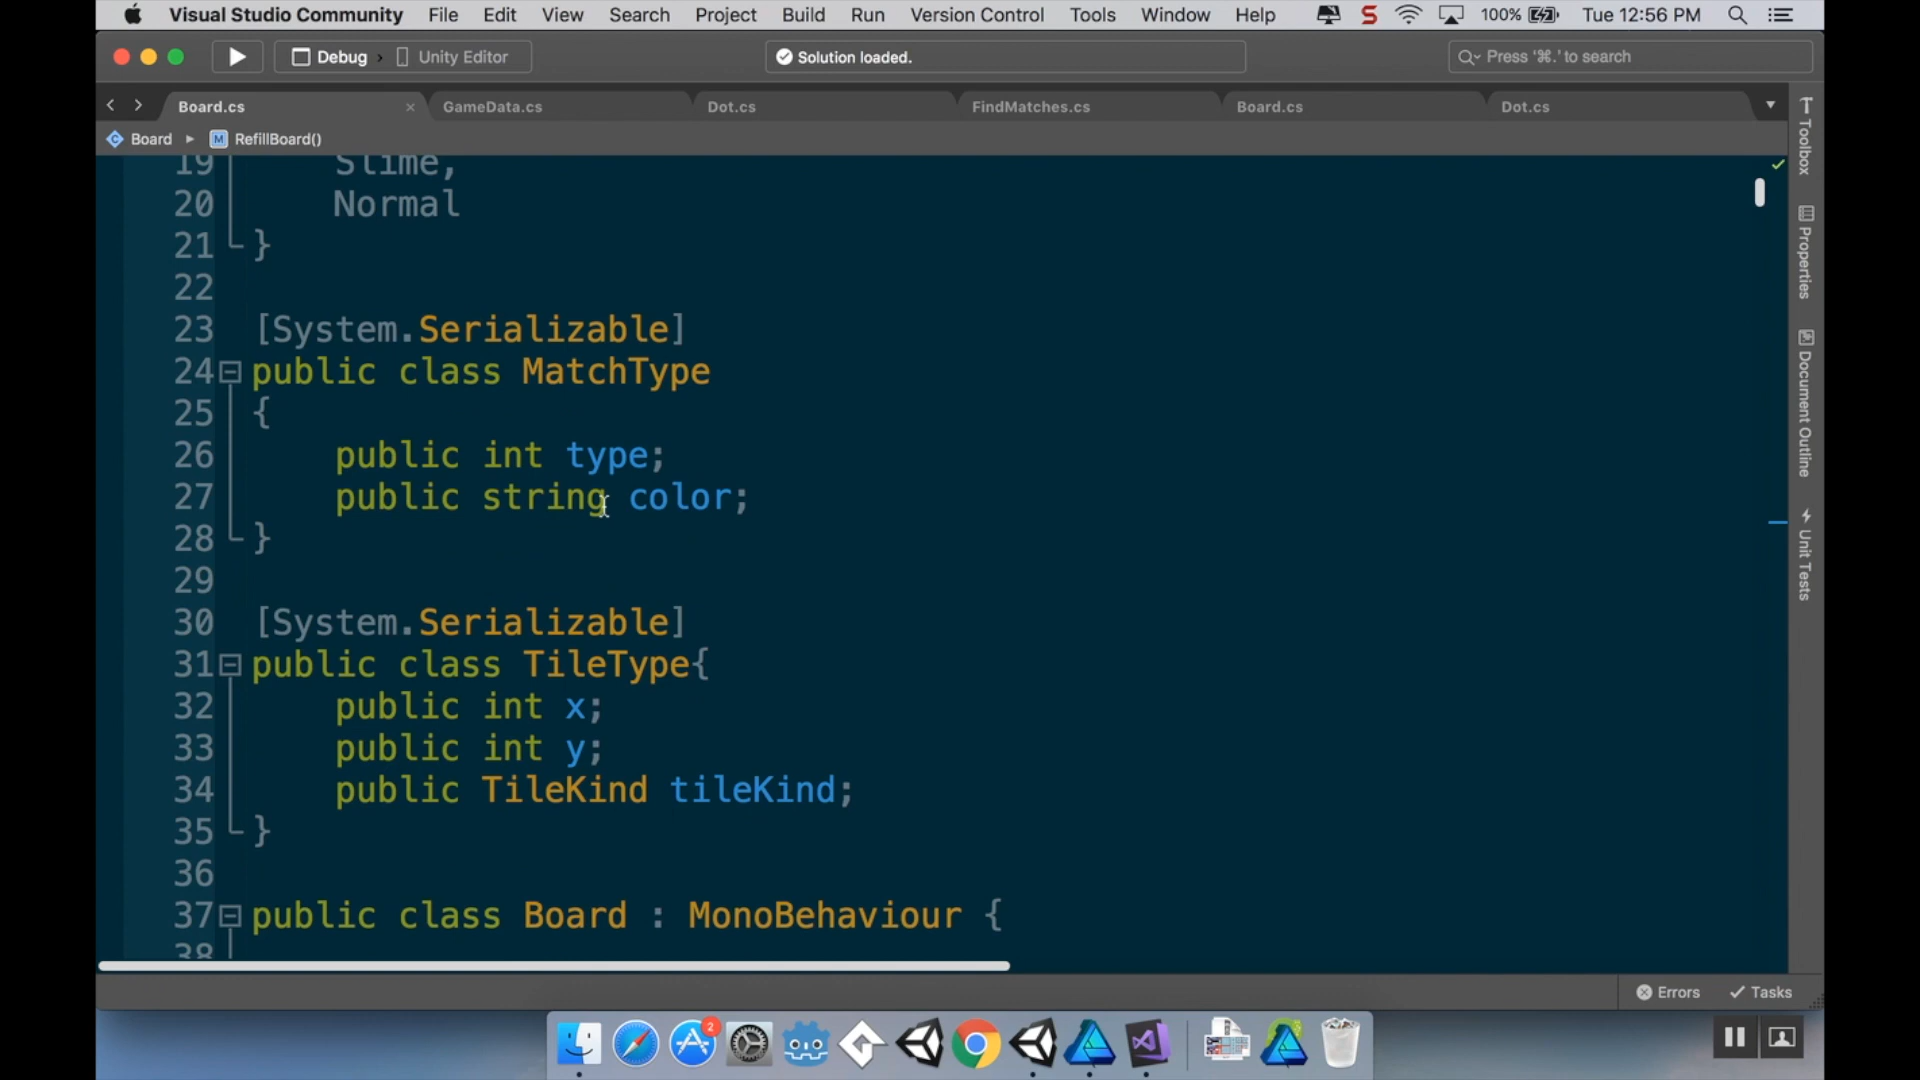 Visual Studio Community File Edit View Search Project Build Run Version Control Tools Window Help S 100% Tue 12:56 PM
Debug > Unity Editor
Solution loaded.
Press '⌘.' to search
Board.cs × GameData.cs Dot.cs FindMatches.cs Board.cs Dot.cs
Board ▸ M RefillBoard()
19 Slime,
20 Normal
21 }
22
23 [System.Serializable]
24 public class MatchType
25 {
26 public int type;
27 public string color;
28 }
29
30 [System.Serializable]
31 public class TileType{
32 public int x;
33 public int y;
34 public TileKind tileKind;
35 }
36
37 public class Board : MonoBehaviour {
38
Toolbox
Properties
Document Outline
Unit Tests
Errors Tasks
2